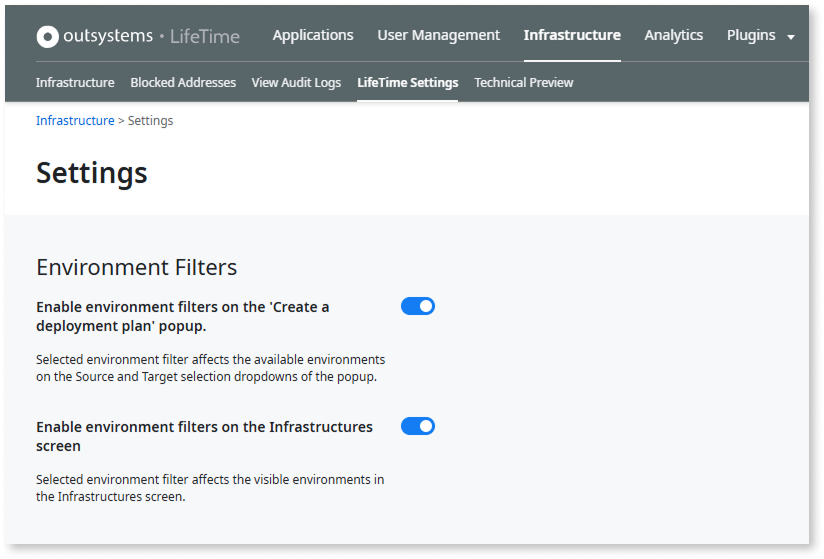 outsystems • LifeTime Applications User Management Infrastructure Analytics Plugins
Infrastructure Blocked Addresses View Audit Logs LifeTime Settings Technical Preview
Infrastructure > Settings
Settings
Environment Filters
Enable environment filters on the 'Create a
deployment plan' popup.
Selected environment filter affects the available environments
on the Source and Target selection dropdowns of the popup.
Enable environment filters on the Infrastructures
screen
Selected environment filter affects the visible environments in
the Infrastructures screen.